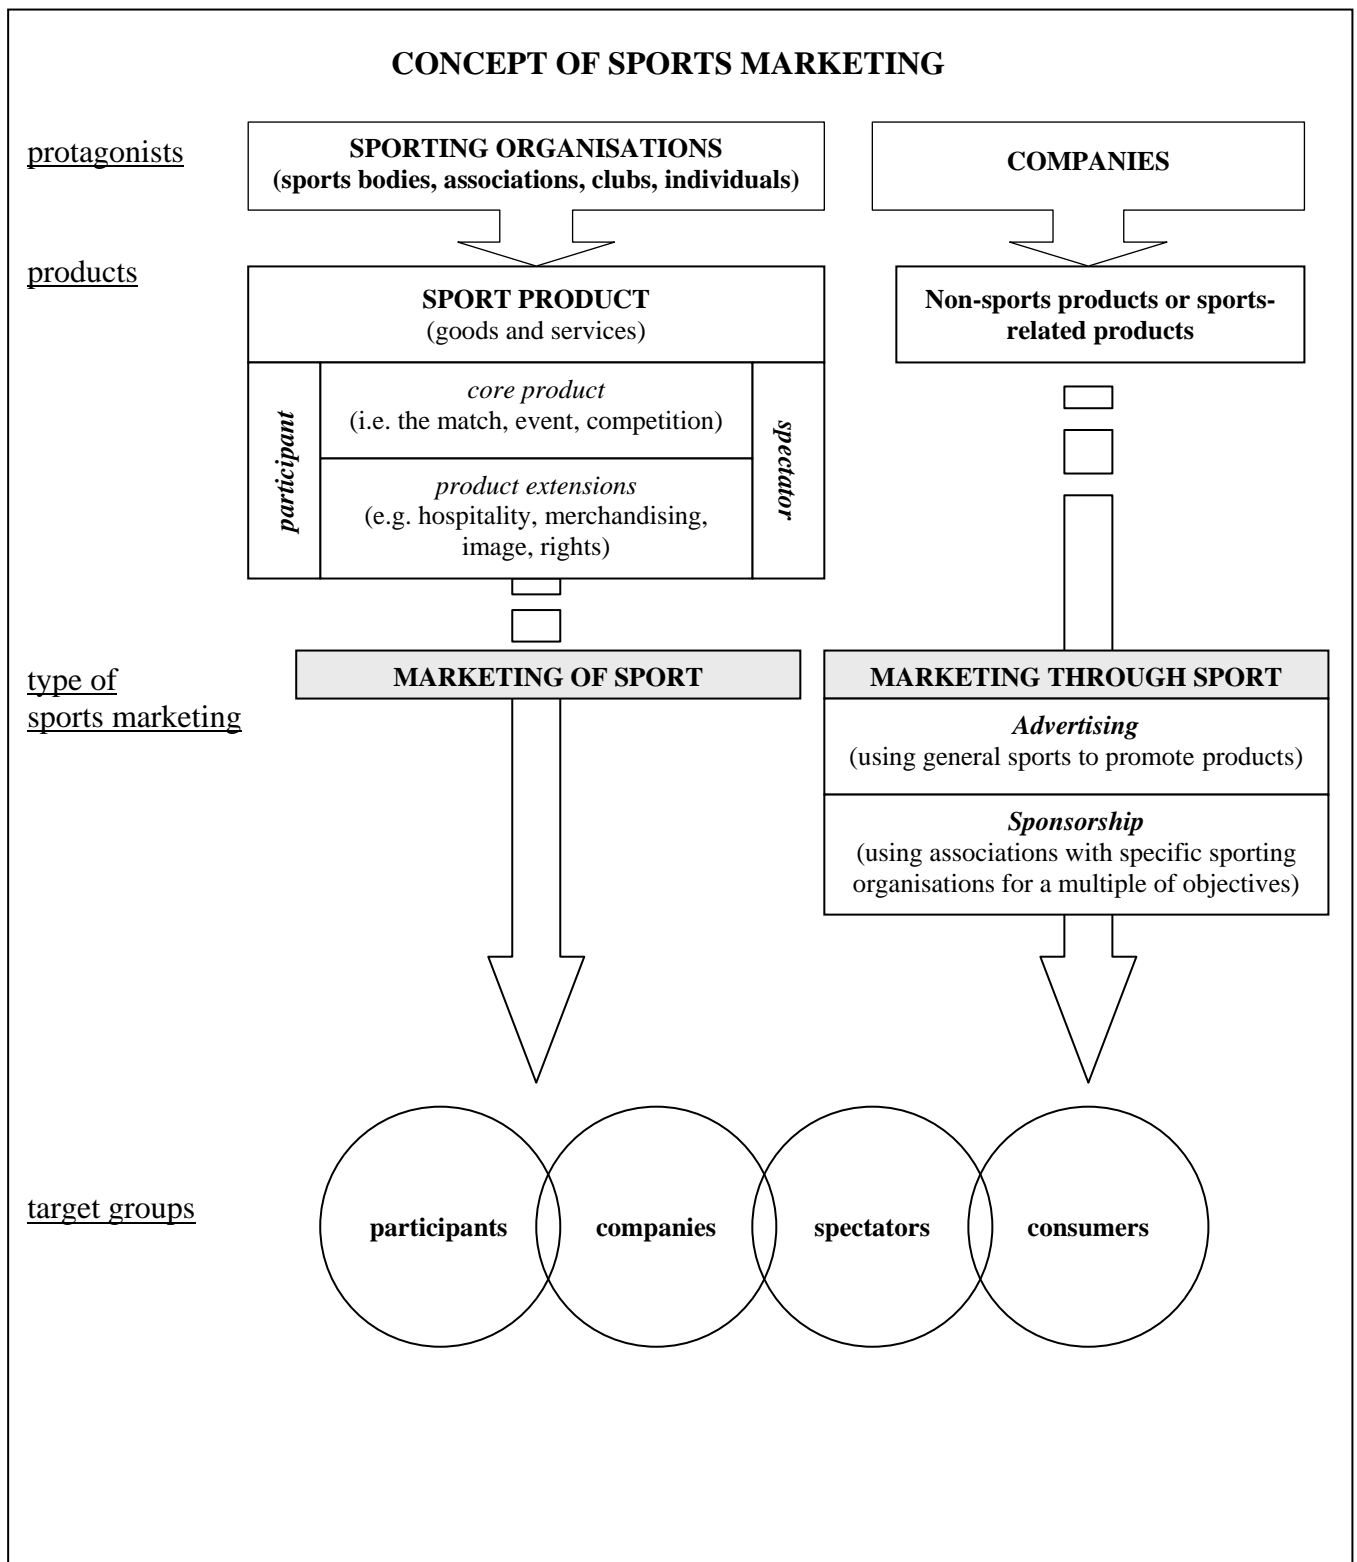 CONCEPT OF SPORTS MARKETING
protagonists
SPORTING ORGANISATIONS
(sports bodies, associations, clubs, individuals)
COMPANIES
products
SPORT PRODUCT
(goods and services)
Non-sports products or sports-
related products
participant
core product
(i.e. the match, event, competition)
product extensions
(e.g. hospitality, merchandising,
image, rights)
spectator
type of
sports marketing
MARKETING OF SPORT
MARKETING THROUGH SPORT
Advertising
(using general sports to promote products)
Sponsorship
(using associations with specific sporting
organisations for a multiple of objectives)
target groups
participants
companies
spectators
consumers